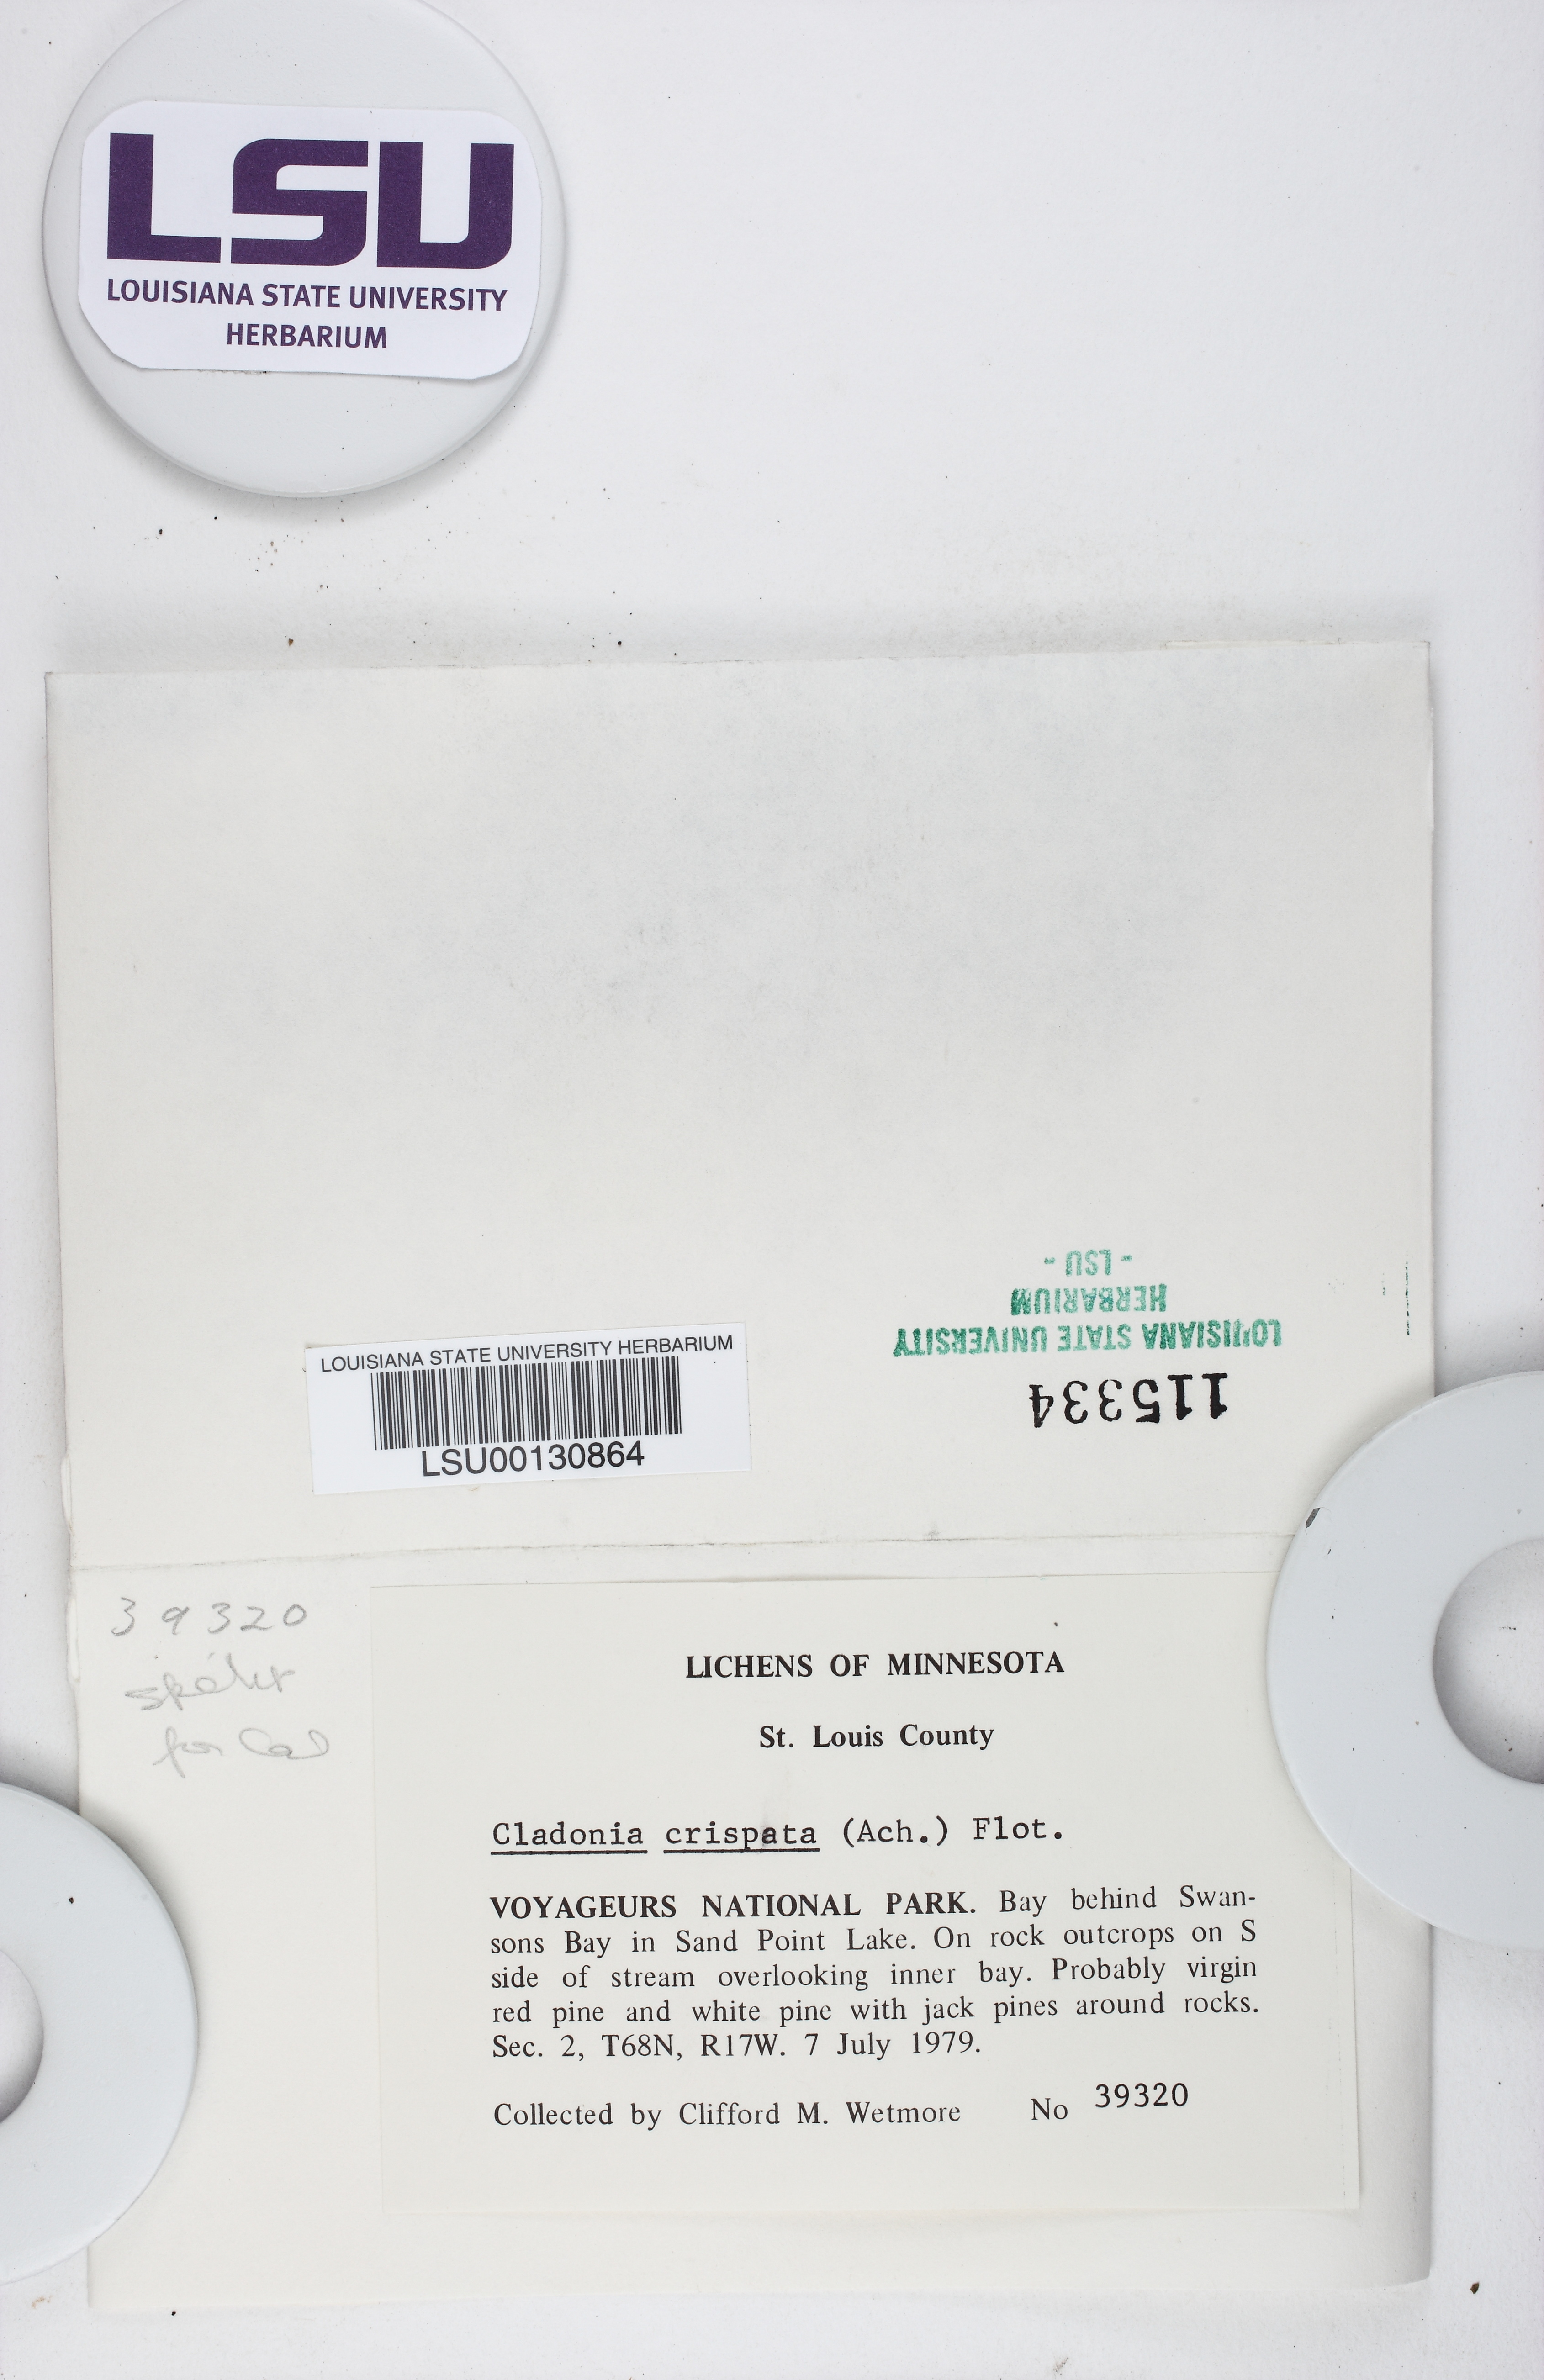 LSU
LOUISIANA STATE UNIVERSITY
HERBARIUM
- LSU -
HERBARIUM
LOUISIANA STATE UNIVERSITY
115334
LOUISIANA STATE UNIVERSITY HERBARIUM
LSU00130864
39320
for Cal
LICHENS OF MINNESOTA
St. Louis County
Cladonia crispata (Ach.) Flot.
VOYAGEURS NATIONAL PARK. Bay behind Swan-
sons Bay in Sand Point Lake. On rock outcrops on S
side of stream overlooking inner bay. Probably virgin
red pine and white pine with jack pines around rocks.
Sec. 2, T68N, R17W. 7 July 1979.
Collected by Clifford M. Wetmore No 39320